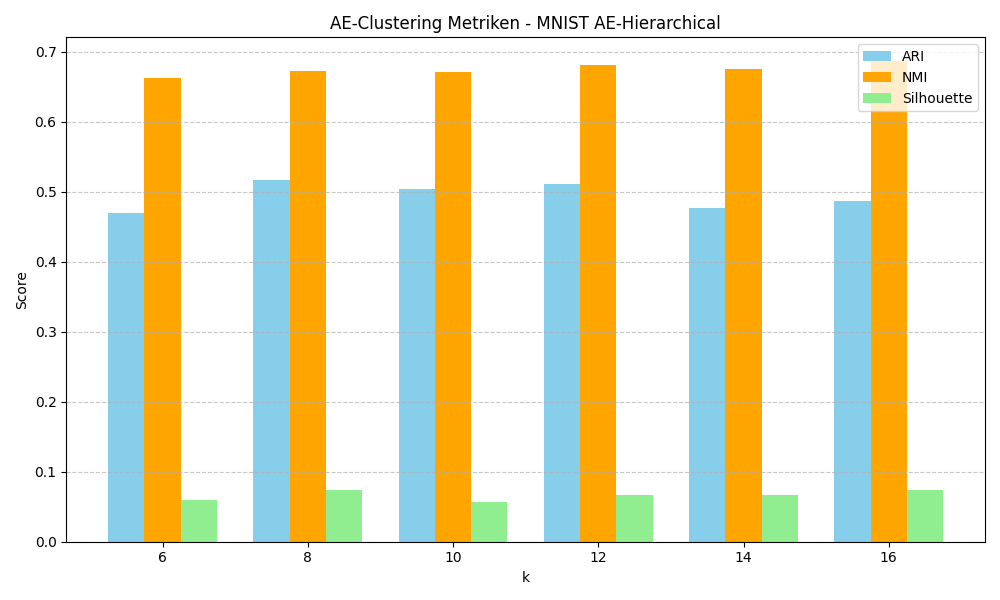 AE-Clustering Metriken - MNIST AE-Hierarchical
ARI
NMI
Silhouette
Score
0.7
0.6
0.5
0.4
0.3
0.2
0.1
0.0
6 8 10 12 14 16
k